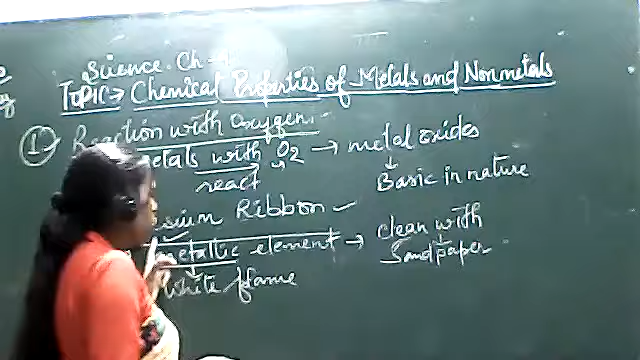 Science. Ch-4
Topic → Chemical Properties of Metals and Nonmetals
① Reaction with Oxygen:-
metals with O2 → metal oxides
react
Basic in nature
Ribbon
metallic element → clean with
Sandpaper
White flame